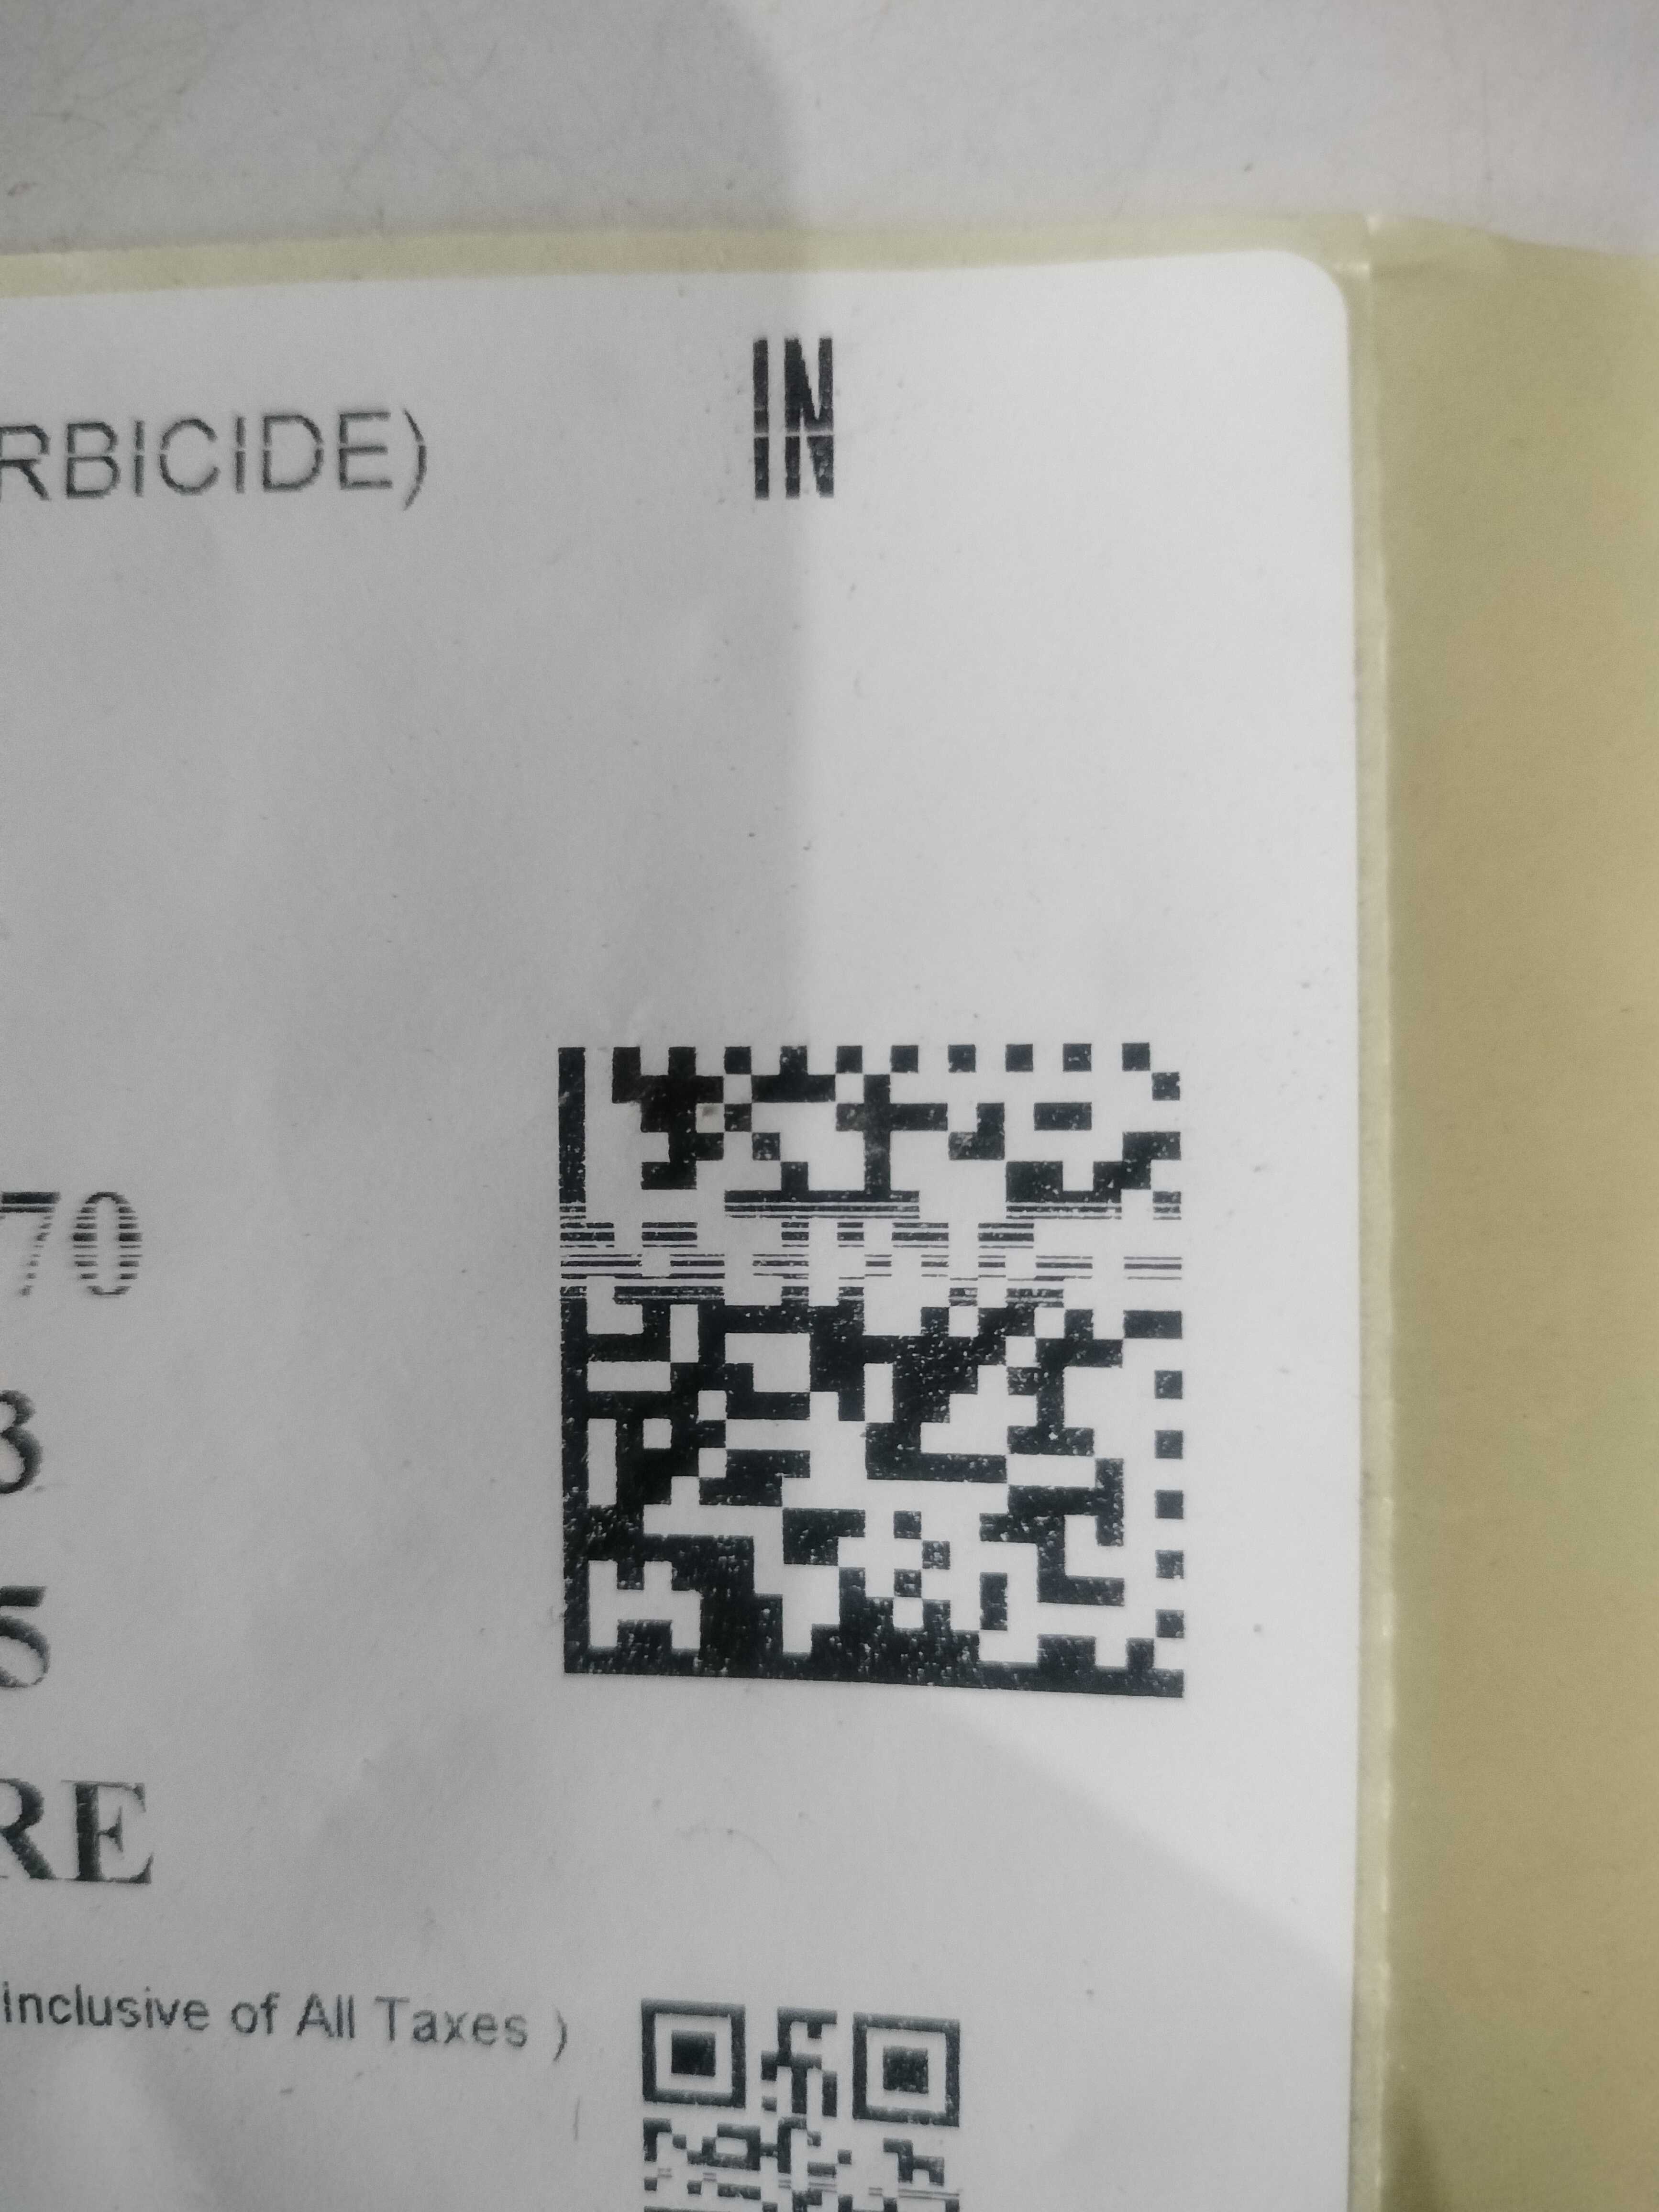 IN
RBICIDE)
70
3
5
RE
Inclusive of All Taxes )